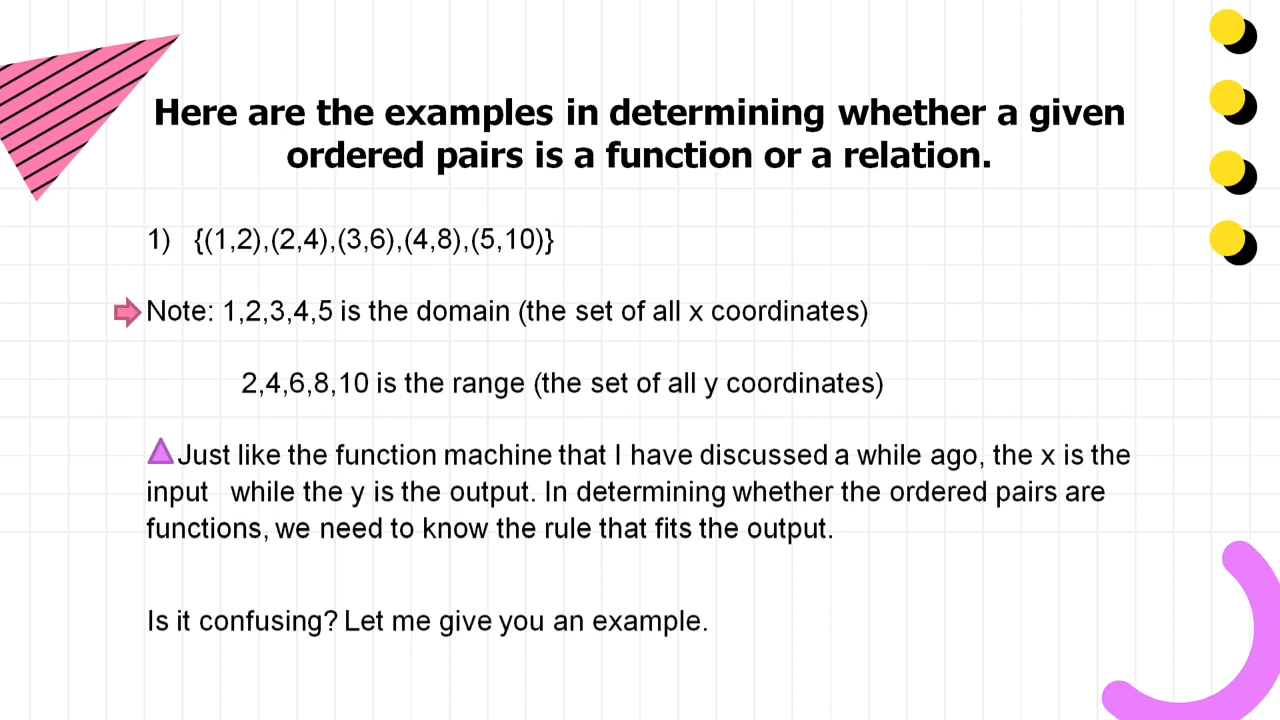 Here are the examples in determining whether a given
ordered pairs is a function or a relation.
1) {(1,2),(2,4),(3,6),(4,8),(5,10)}
Note: 1,2,3,4,5 is the domain (the set of all x coordinates)
2,4,6,8,10 is the range (the set of all y coordinates)
Just like the function machine that I have discussed a while ago, the x is the
input while the y is the output. In determining whether the ordered pairs are
functions, we need to know the rule that fits the output.
Is it confusing? Let me give you an example.